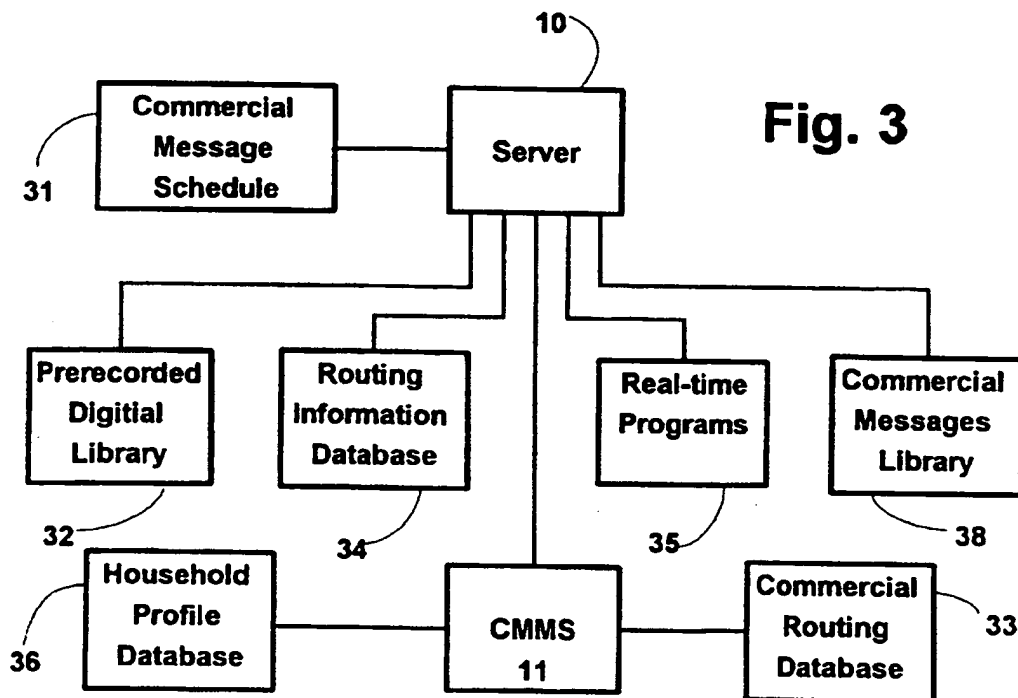 10
Commercial
Message
Schedule
31
Server
Fig. 3
Prerecorded
Digitial
Library
32
Routing
Information
Database
34
Real-time
Programs
35
Commercial
Messages
Library
38
Household
Profile
Database
36
CMMS
11
Commercial
Routing
Database
33